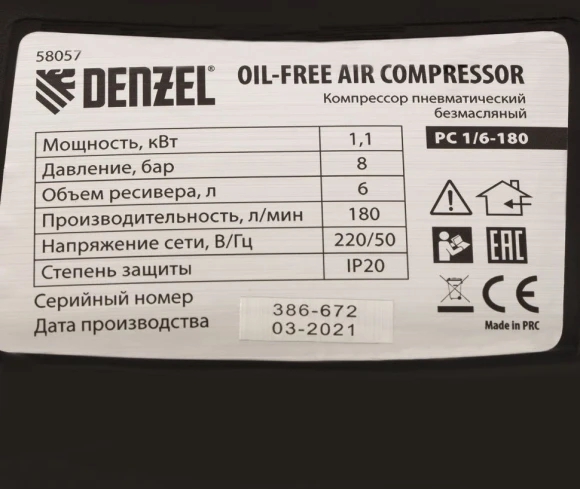 58057
DENZEL®
OIL-FREE AIR COMPRESSOR
Компрессор пневматический
безмасляный
PC 1/6-180
Мощность, кВт 1,1
Давление, бар 8
Объем ресивера, л 6
Производительность, л/мин 180
Напряжение сети, В/Гц 220/50
Степень защиты IP20
Серийный номер 386-672
Дата производства 03-2021
EAC
CE
Made in PRC